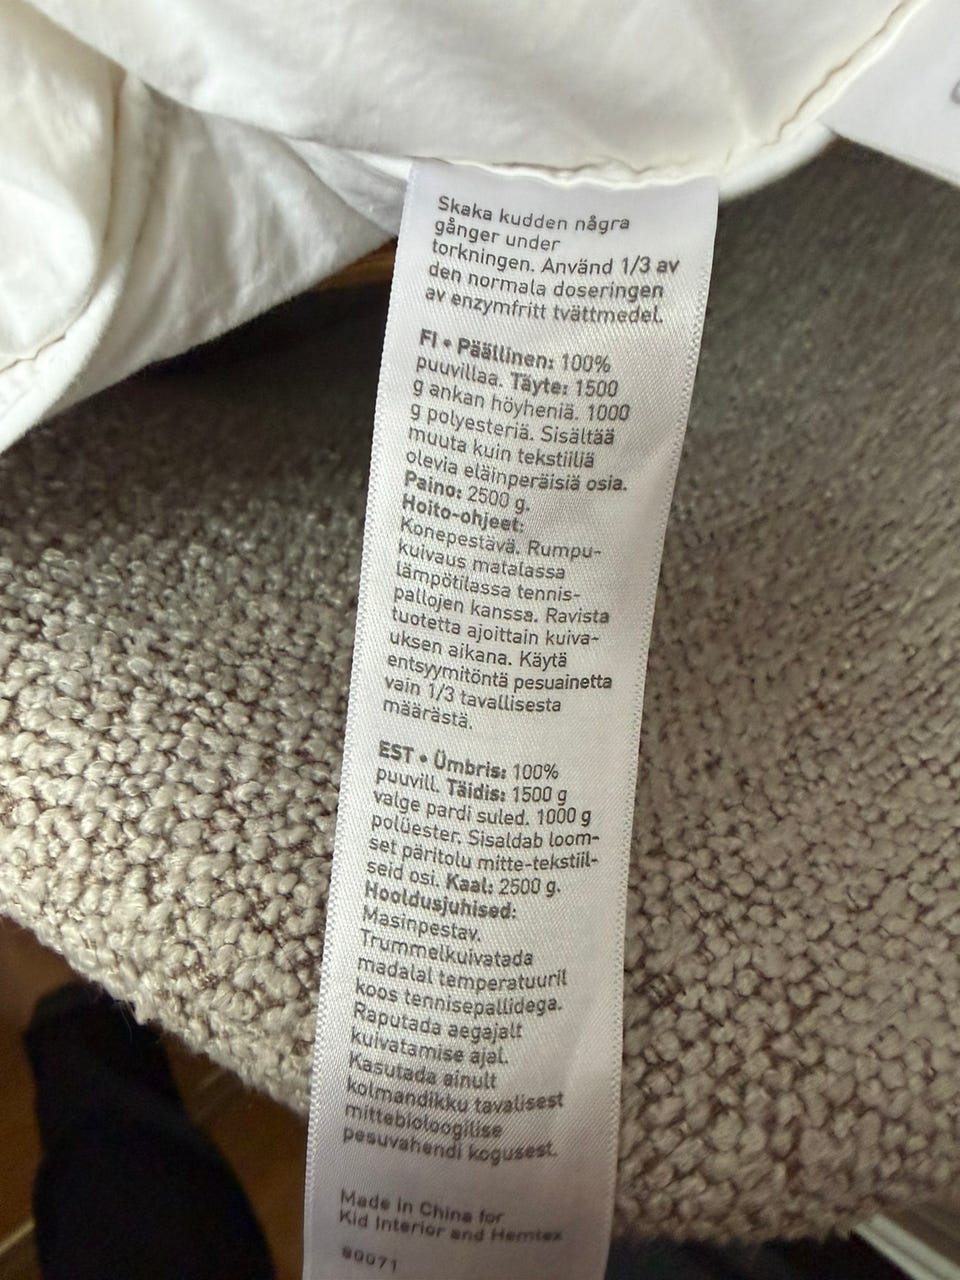 Skaka kudden några
gånger under
torkningen. Använd 1/3 av
den normala doseringen
av enzymfritt tvättmedel.
FI • Päällinen: 100%
puuvillaa. Täyte: 1500
g ankan höyheniä. 1000
g polyesteriä. Sisältää
muuta kuin tekstiiliä
olevia eläinperäisiä osia.
Paino: 2500 g.
Hoito-ohjeet:
Konepestävä. Rumpu-
kuivaus matalassa
lämpötilassa tennis-
pallojen kanssa. Ravista
tuotetta ajoittain kuiva-
uksen aikana. Käytä
entsyymitöntä pesuainetta
vain 1/3 tavallisesta
määrästä.
EST • Ümbris: 100%
puuvill. Täidis: 1500 g
valge pardi suled. 1000 g
polüester. Sisaldab loom-
set päritolu mitte-tekstiil-
seid osi. Kaal: 2500 g.
Hooldusjuhised:
Masinpestav.
Trummelkuivatada
madalal temperatuuril
koos tennisepallidega.
Raputada aegajalt
kuivatamise ajal.
Kasutada ainult
kolmandikku tavalisest
mittebioloogilise
pesuvahendi kogusest.
Made in China for
Kid Interior and Hemtex
90071